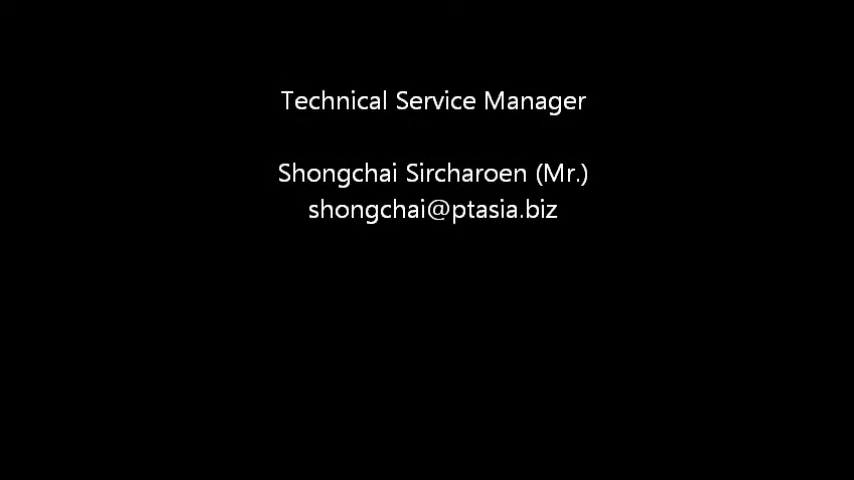 Technical Service Manager
Shongchai Sircharoen (Mr.)
shongchai@ptasia.biz